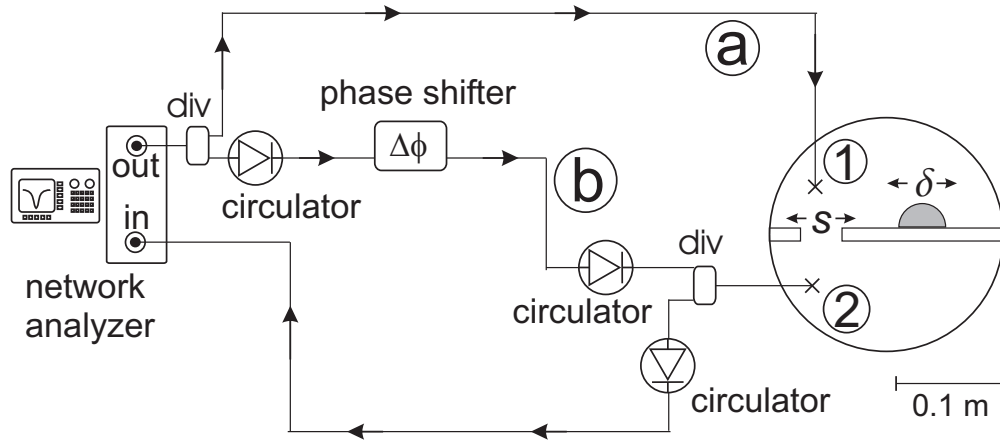 a
div
phase shifter
Δϕ
out
circulator
b
1
δ
s
in
div
network
analyzer
circulator
2
circulator
0.1 m